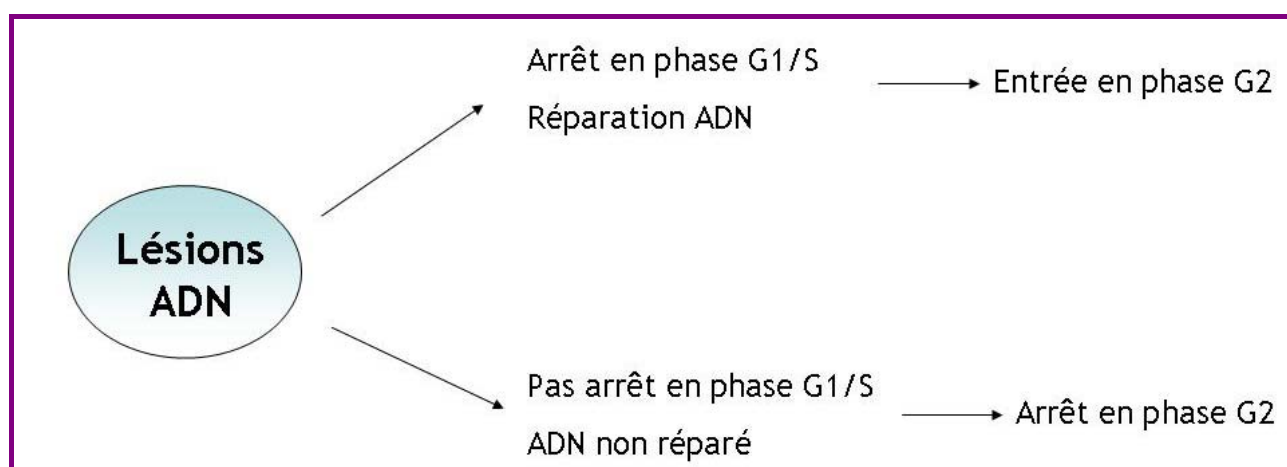 Arrêt en phase G1/S
Réparation ADN
Entrée en phase G2
Lésions
ADN
Pas arrêt en phase G1/S
ADN non réparé
Arrêt en phase G2